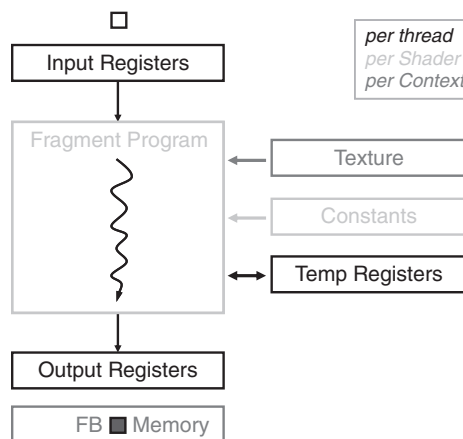 Input Registers
per thread
per Shader
per Context
Fragment Program
Texture
Constants
Temp Registers
Output Registers
FB Memory